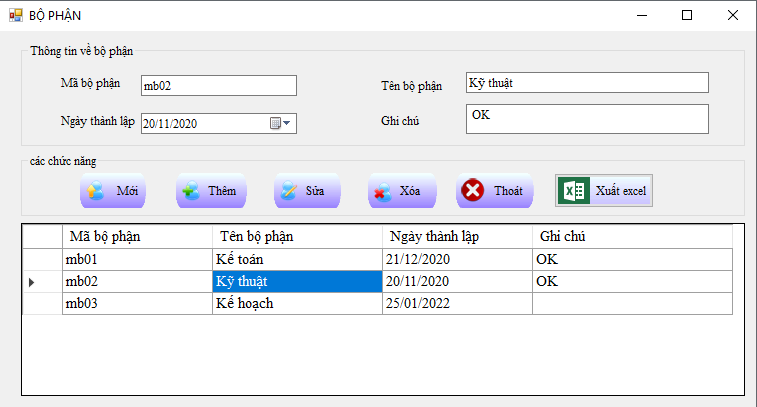 BỘ PHẬN
Thông tin về bộ phận
Mã bộ phận mb02 Tên bộ phận Kỹ thuật
Ngày thành lập 20/11/2020 Ghi chú OK
các chức năng
Mới Thêm Sửa Xóa Thoát Xuất excel
Mã bộ phận Tên bộ phận Ngày thành lập Ghi chú
mb01 Kế toán 21/12/2020 OK
mb02 Kỹ thuật 20/11/2020 OK
mb03 Kế hoạch 25/01/2022